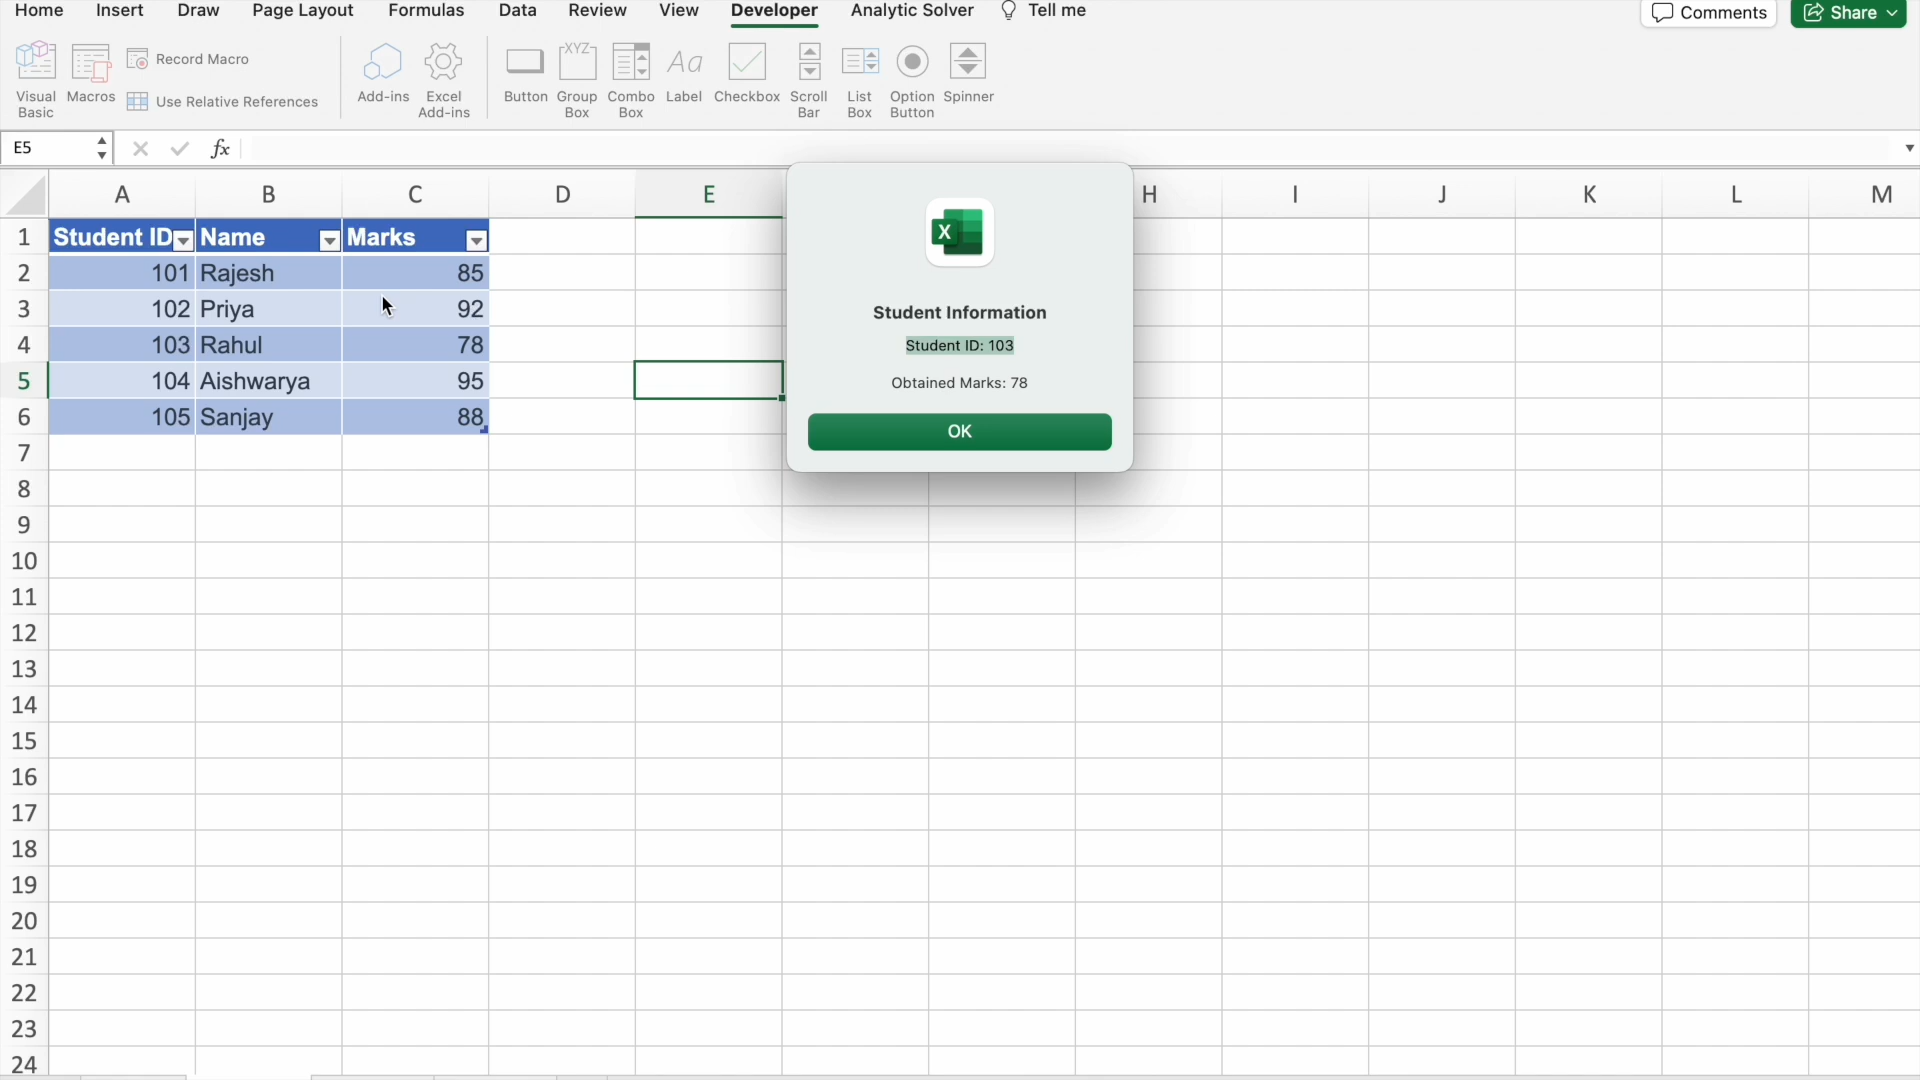 Home Insert Draw Page Layout Formulas Data Review View Developer Analytic Solver Tell me Comments Share
Visual Basic Macros Record Macro Use Relative References Add-ins Excel Add-ins Button XYZ Group Box Combo Box Aa Label Checkbox Scroll Bar List Box Option Button Spinner
E5 fx
A B C D E H I J K L M
1 Student ID Name Marks
2 101 Rajesh 85
3 102 Priya 92
4 103 Rahul 78
5 104 Aishwarya 95
6 105 Sanjay 88
7
8
9
10
11
12
13
14
15
16
17
18
19
20
21
22
23
24
X
Student Information
Student ID: 103
Obtained Marks: 78
OK